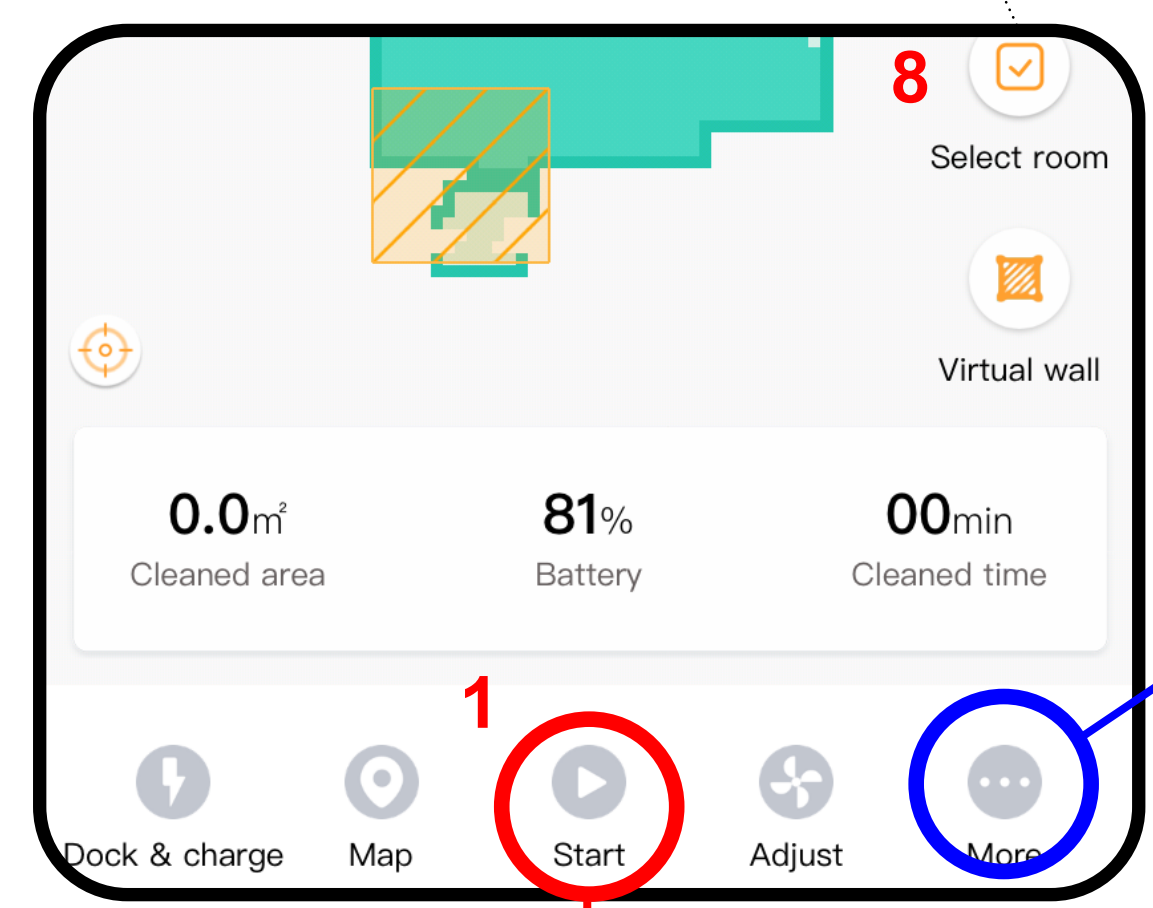 8
Select room
Virtual wall
0.0m² 81% 00min
Cleaned area Battery Cleaned time
1
Dock & charge Map Start Adjust More